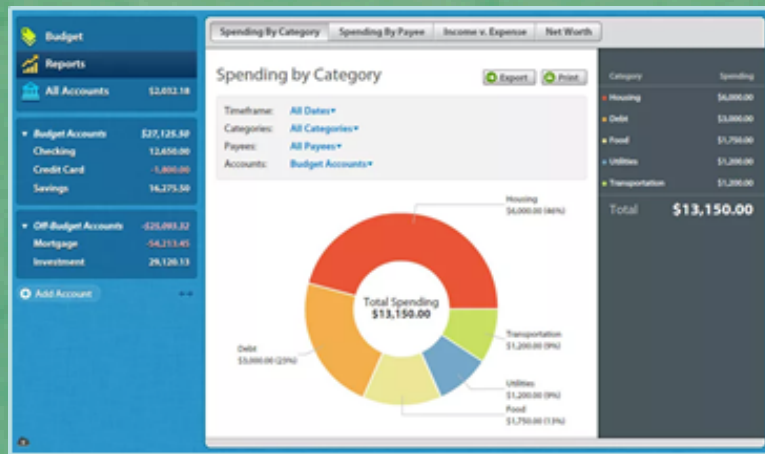 Budget
Reports
All Accounts $2,032.18
Budget Accounts $27,125.50
Checking 12,650.00
Credit Card -1,800.00
Savings 16,275.50
Off-Budget Accounts -$25,093.32
Mortgage -54,213.45
Investment 29,120.13
Add Account
Spending By Category Spending By Payee Income v. Expense Net Worth
Spending by Category
Export Print
Timeframe: All Dates
Categories: All Categories
Payees: All Payees
Accounts: Budget Accounts
Housing
$6,000.00 (46%)
Total Spending
$13,150.00
Transportation
$1,200.00 (9%)
Debt
$3,000.00 (23%)
Utilities
$1,200.00 (9%)
Food
$1,750.00 (13%)
Category Spending
Housing $6,000.00
Debt $3,000.00
Food $1,750.00
Utilities $1,200.00
Transportation $1,200.00
Total $13,150.00